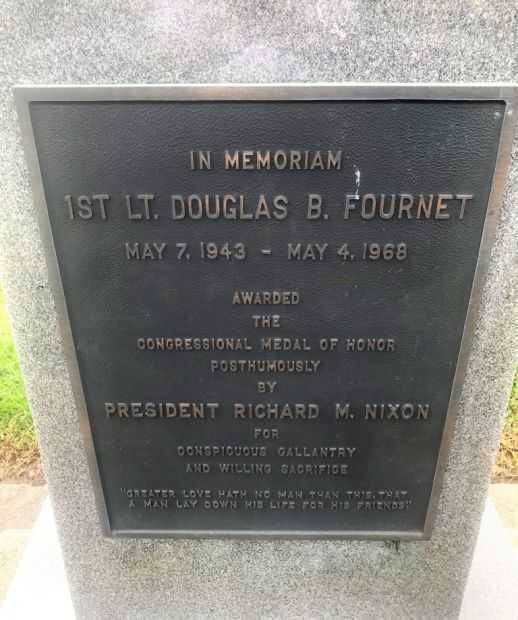 IN MEMORIAM
1ST LT. DOUGLAS B. FOURNET
MAY 7, 1943 - MAY 4, 1968
AWARDED
THE
CONGRESSIONAL MEDAL OF HONOR
POSTHUMOUSLY
BY
PRESIDENT RICHARD M. NIXON
FOR
CONSPICUOUS GALLANTRY
AND WILLING SACRIFICE
"GREATER LOVE HATH NO MAN THAN THIS, THAT
A MAN LAY DOWN HIS LIFE FOR HIS FRIENDS"